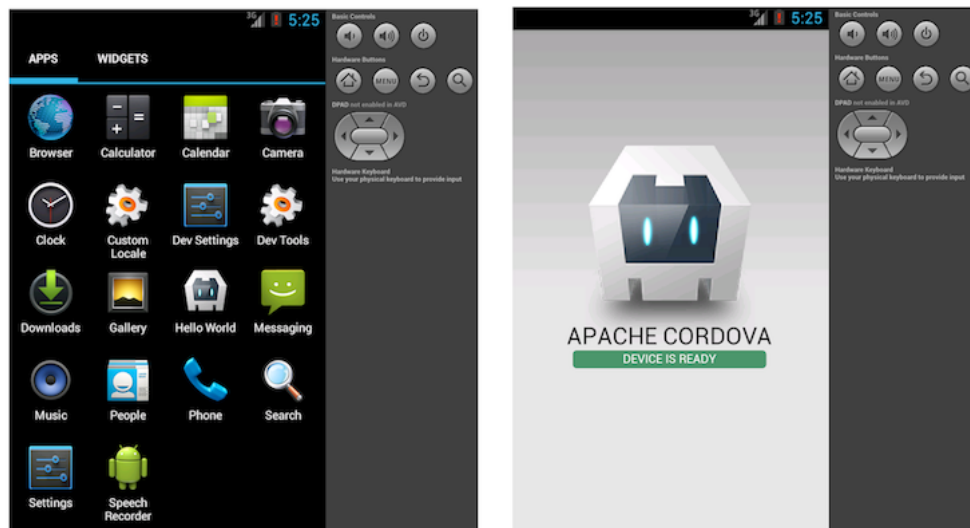 3G 5:25
APPS WIDGETS
Browser Calculator Calendar Camera
Clock Custom Locale Dev Settings Dev Tools
Downloads Gallery Hello World Messaging
Music People Phone Search
Settings Speech Recorder
Basic Controls
Hardware Buttons
MENU
DPAD not enabled in AVD
Hardware Keyboard
Use your physical keyboard to provide input
3G 5:25
APACHE CORDOVA
DEVICE IS READY
Basic Controls
Hardware Buttons
MENU
DPAD not enabled in AVD
Hardware Keyboard
Use your physical keyboard to provide input